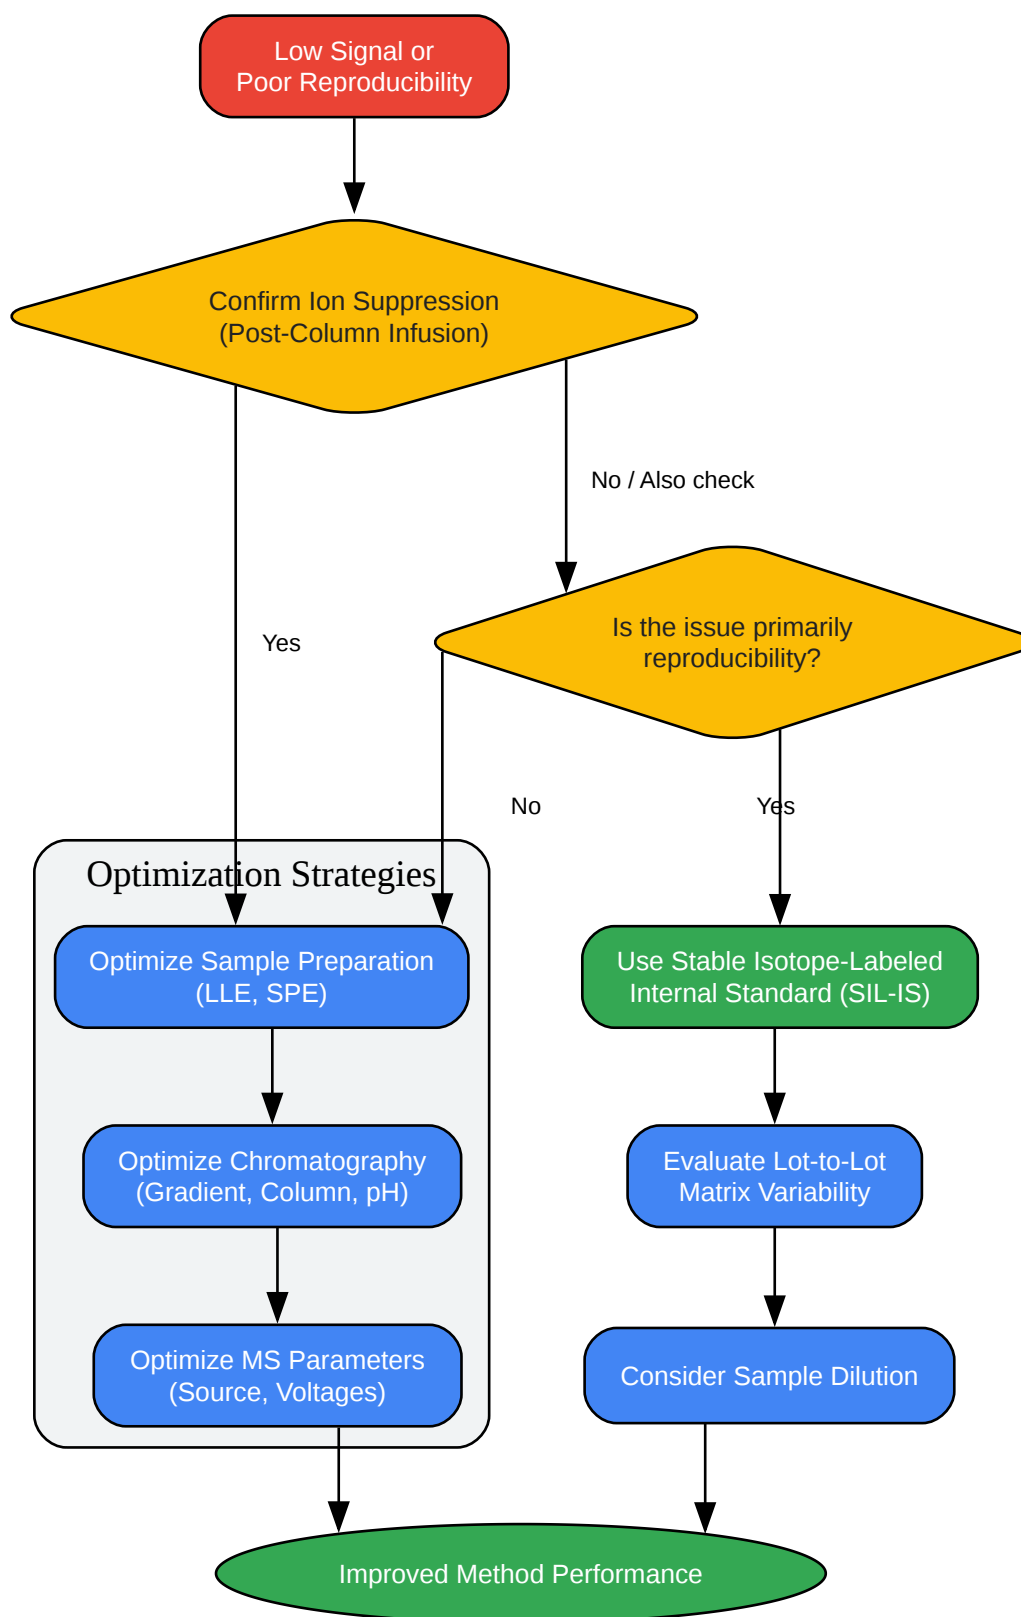 Low Signal or
Poor Reproducibility
Confirm Ion Suppression
(Post-Column Infusion)
No / Also check
Is the issue primarily
reproducibility?
Yes
No
Yes
Optimization Strategies
Optimize Sample Preparation
(LLE, SPE)
Use Stable Isotope-Labeled
Internal Standard (SIL-IS)
Optimize Chromatography
(Gradient, Column, pH)
Evaluate Lot-to-Lot
Matrix Variability
Optimize MS Parameters
(Source, Voltages)
Consider Sample Dilution
Improved Method Performance